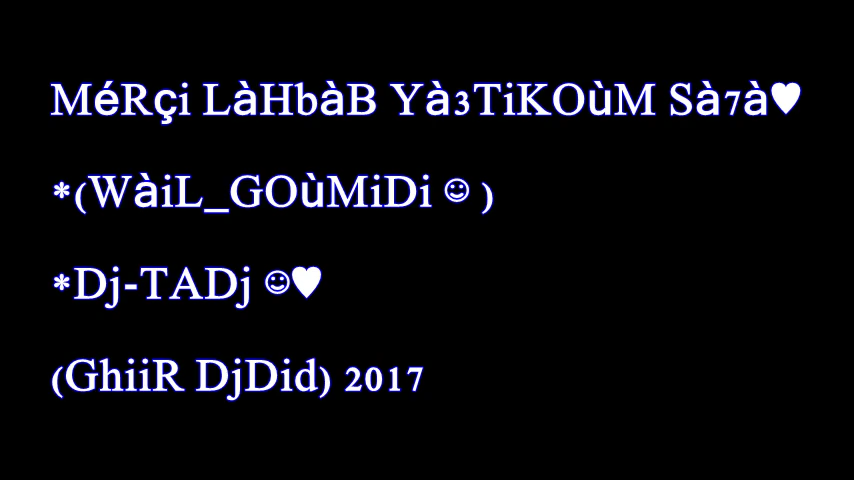 MéRçi LàHbàB Yà3TiKOùM Sà7à♥
*(WàiL_GOùMiDi ☺ )
*Dj-TADj ☺♥
(GhiiR DjDid) 2017